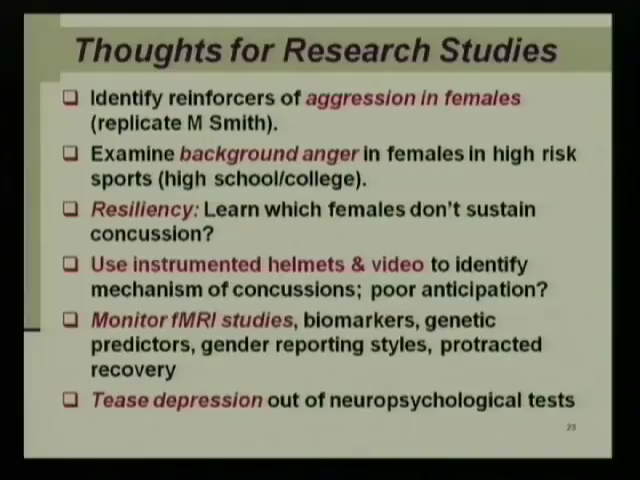 Thoughts for Research Studies
❑ Identify reinforcers of aggression in females
(replicate M Smith).
❑ Examine background anger in females in high risk
sports (high school/college).
❑ Resiliency: Learn which females don't sustain
concussion?
❑ Use instrumented helmets & video to identify
mechanism of concussions; poor anticipation?
❑ Monitor fMRI studies, biomarkers, genetic
predictors, gender reporting styles, protracted
recovery
❑ Tease depression out of neuropsychological tests
23